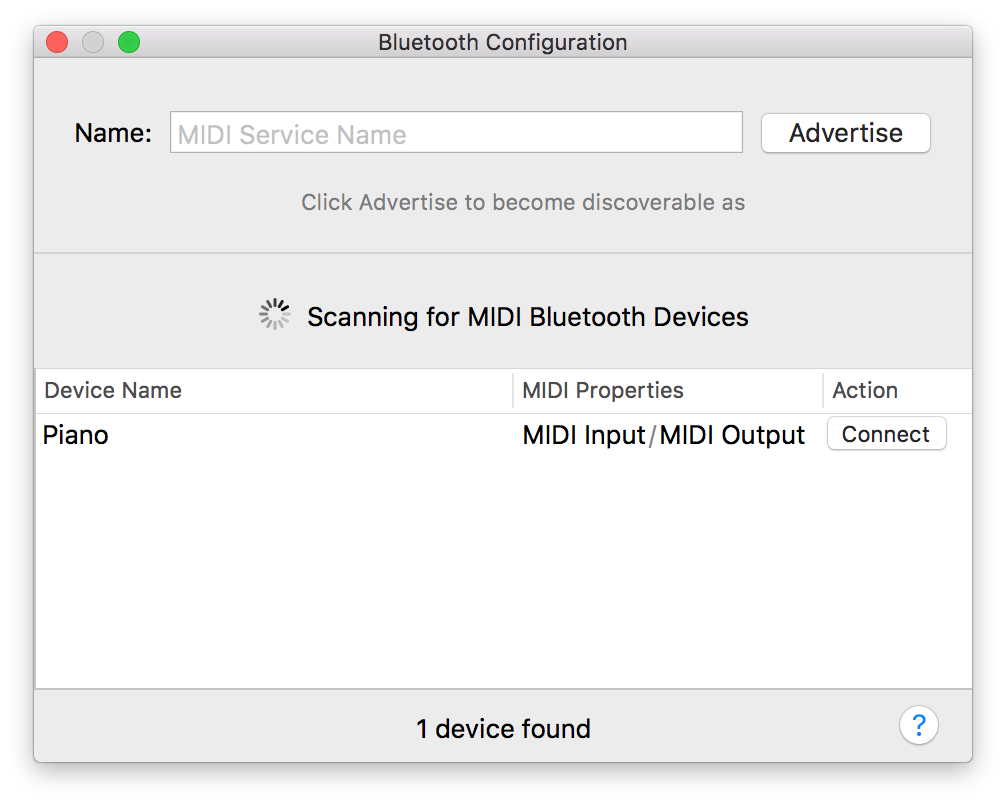 Bluetooth Configuration
Name: MIDI Service Name Advertise
Click Advertise to become discoverable as
Scanning for MIDI Bluetooth Devices
Device Name MIDI Properties Action
Piano MIDI Input/MIDI Output Connect
1 device found ?